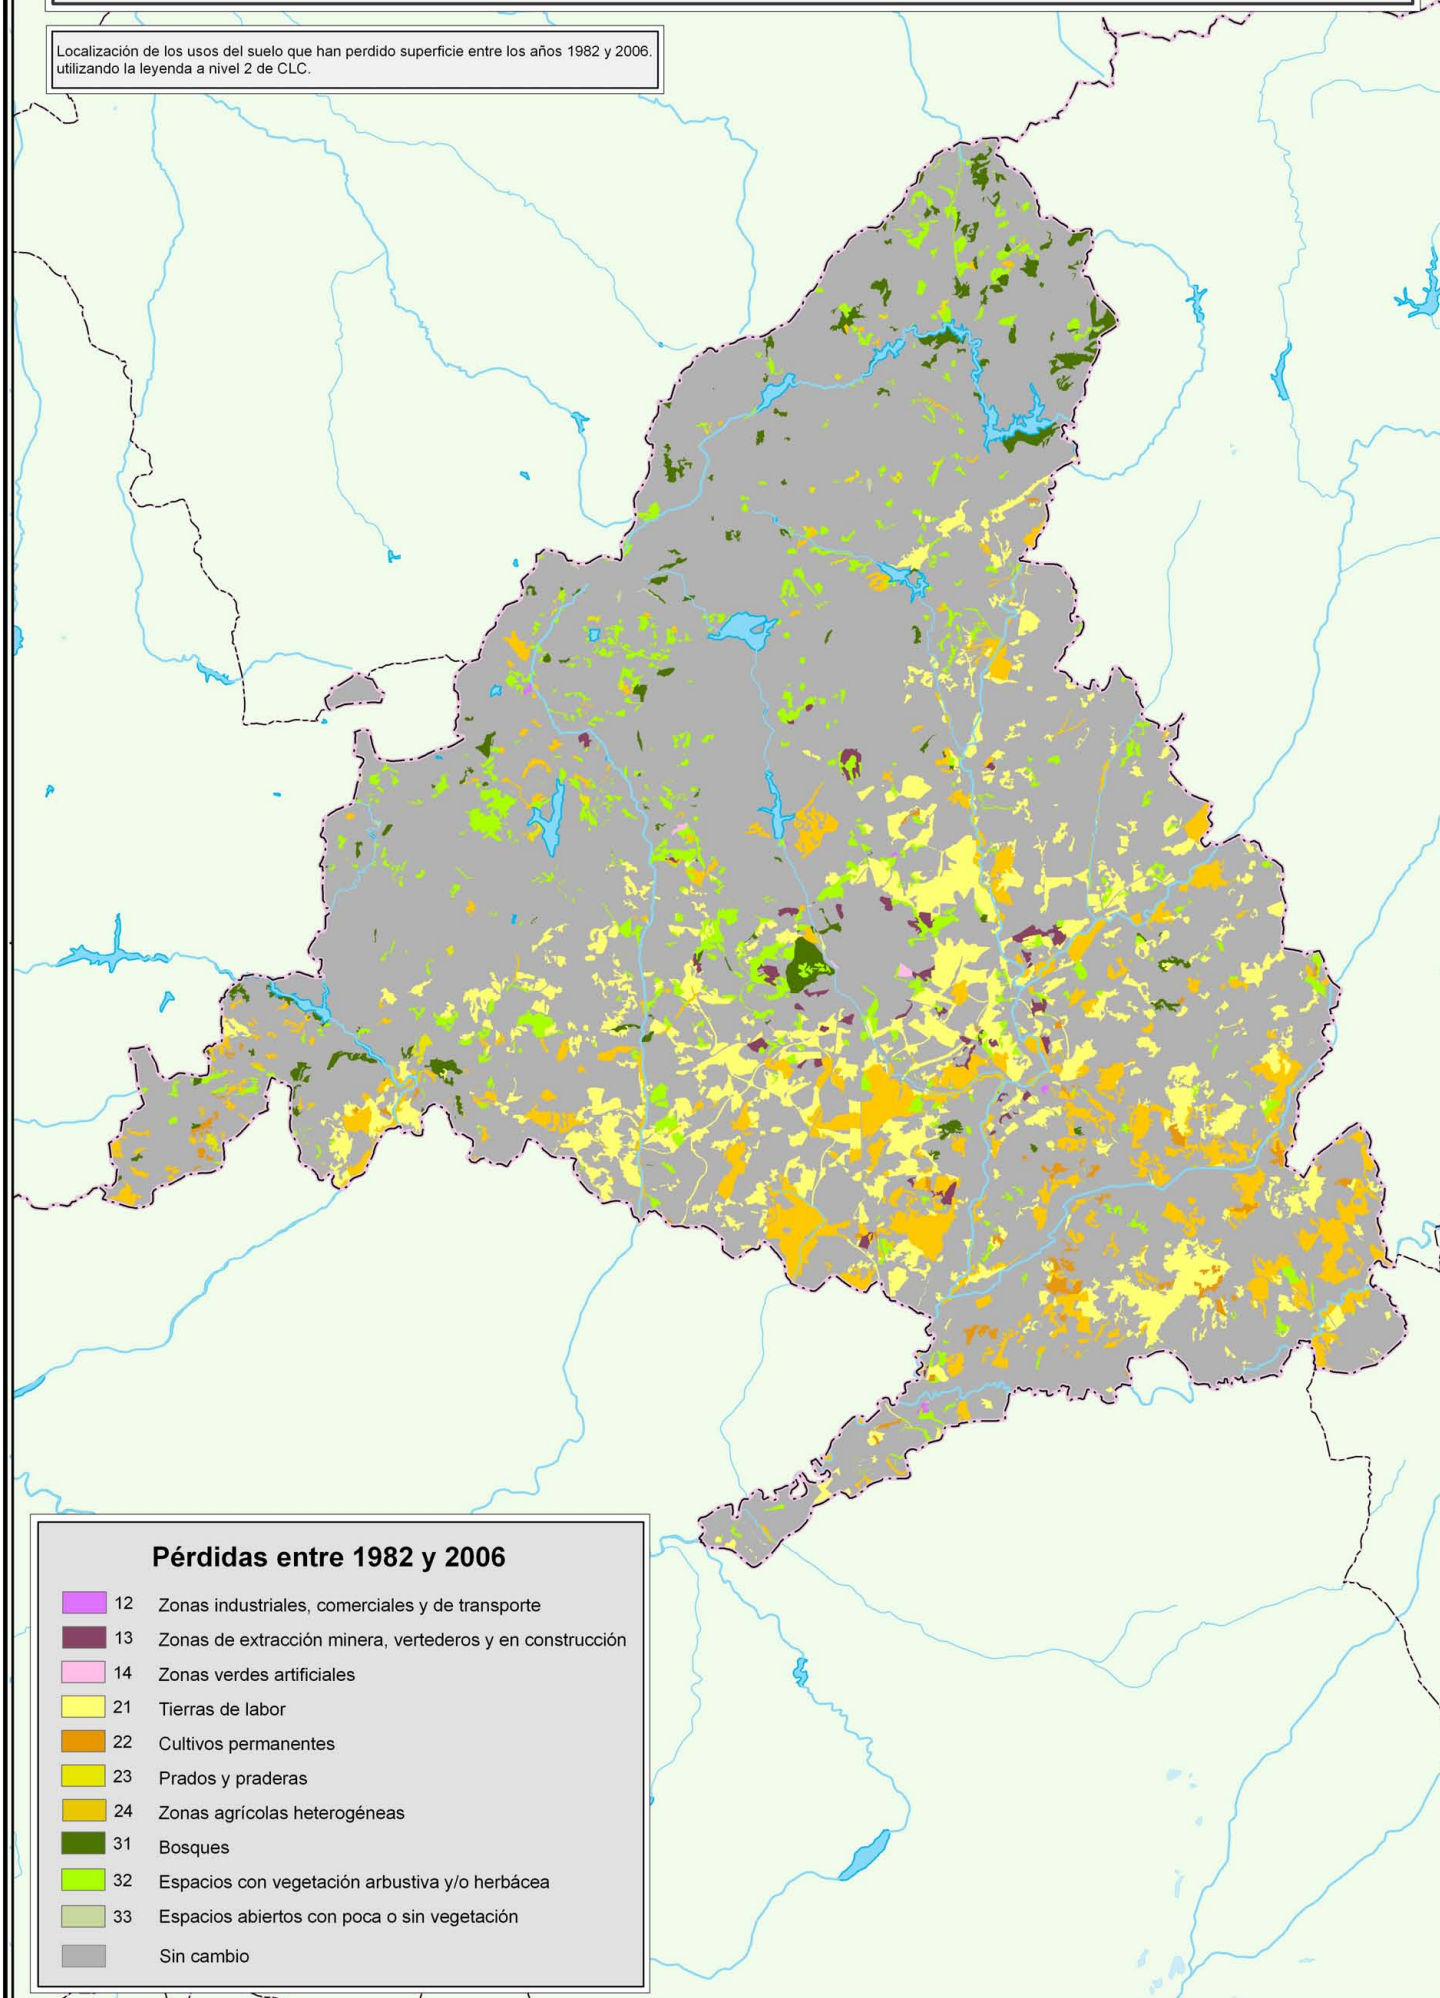 Localización de los usos del suelo que han perdido superficie entre los años 1982 y 2006.
utilizando la leyenda a nivel 2 de CLC.
Pérdidas entre 1982 y 2006
12 Zonas industriales, comerciales y de transporte
13 Zonas de extracción minera, vertederos y en construcción
14 Zonas verdes artificiales
21 Tierras de labor
22 Cultivos permanentes
23 Prados y praderas
24 Zonas agrícolas heterogéneas
31 Bosques
32 Espacios con vegetación arbustiva y/o herbácea
33 Espacios abiertos con poca o sin vegetación
Sin cambio